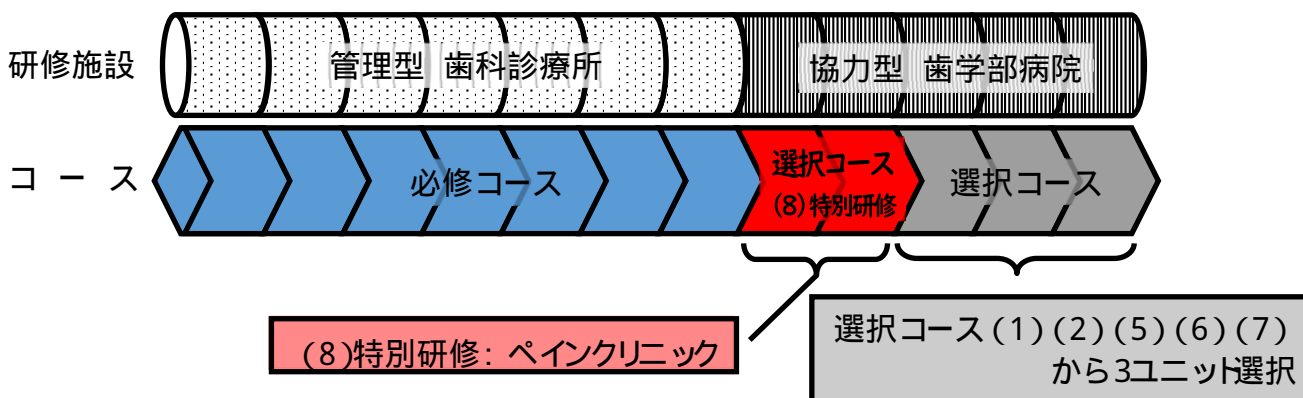 研修施設
管理型 歯科診療所
協力型 歯学部病院
コース
必修コース
選択コース
(8)特別研修
選択コース
(8)特別研修: ペインクリニック
選択コース(1)(2)(5)(6)(7)
から3ユニット選択